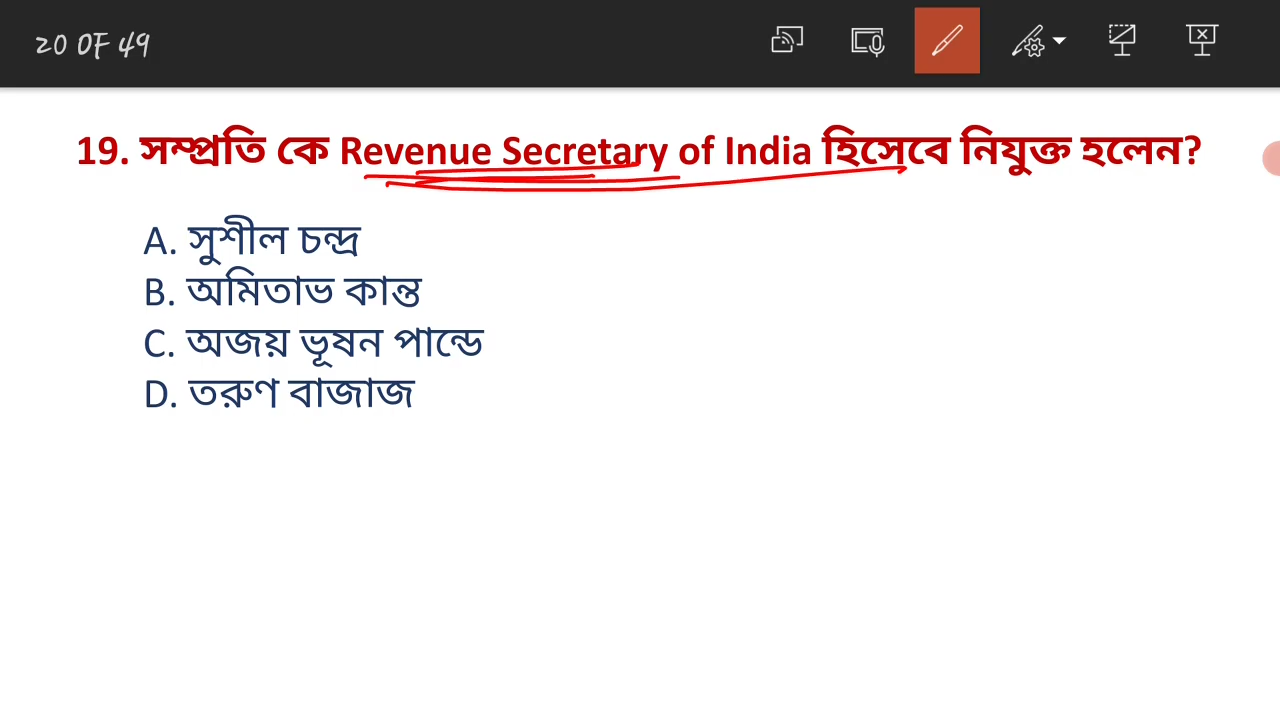 20 OF 49
19. সম্প্রতি কে Revenue Secretary of India হিসেবে নিযুক্ত হলেন?
A. সুশীল চন্দ্র
B. অমিতাভ কান্ত
C. অজয় ভূষন পান্ডে
D. তরুণ বাজাজ